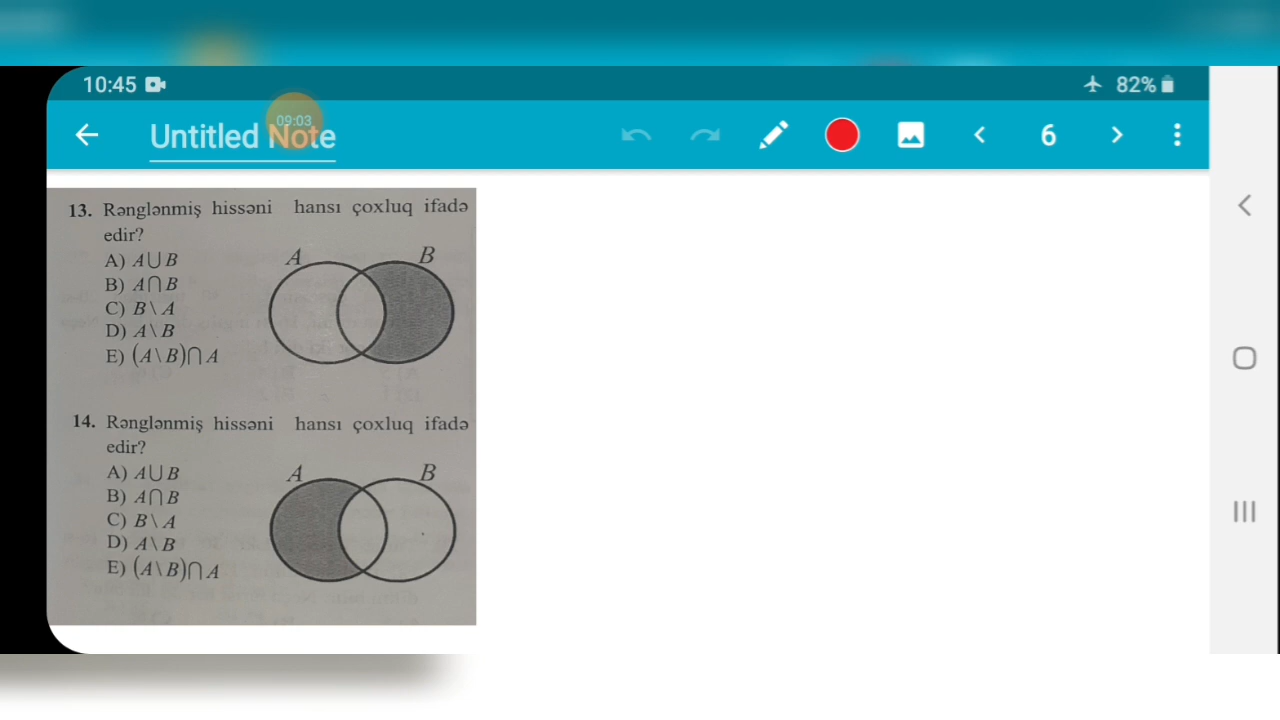 10:45 82%
Untitled Note
09:03
6
13. Rənglənmiş hissəni hansı çoxluq ifadə
edir?
A) A⋃B
B) A⋂B
C) B\A
D) A\B
E) (A\B)⋂A
A B
14. Rənglənmiş hissəni hansı çoxluq ifadə
edir?
A) A⋃B
B) A⋂B
C) B\A
D) A\B
E) (A\B)⋂A
A B